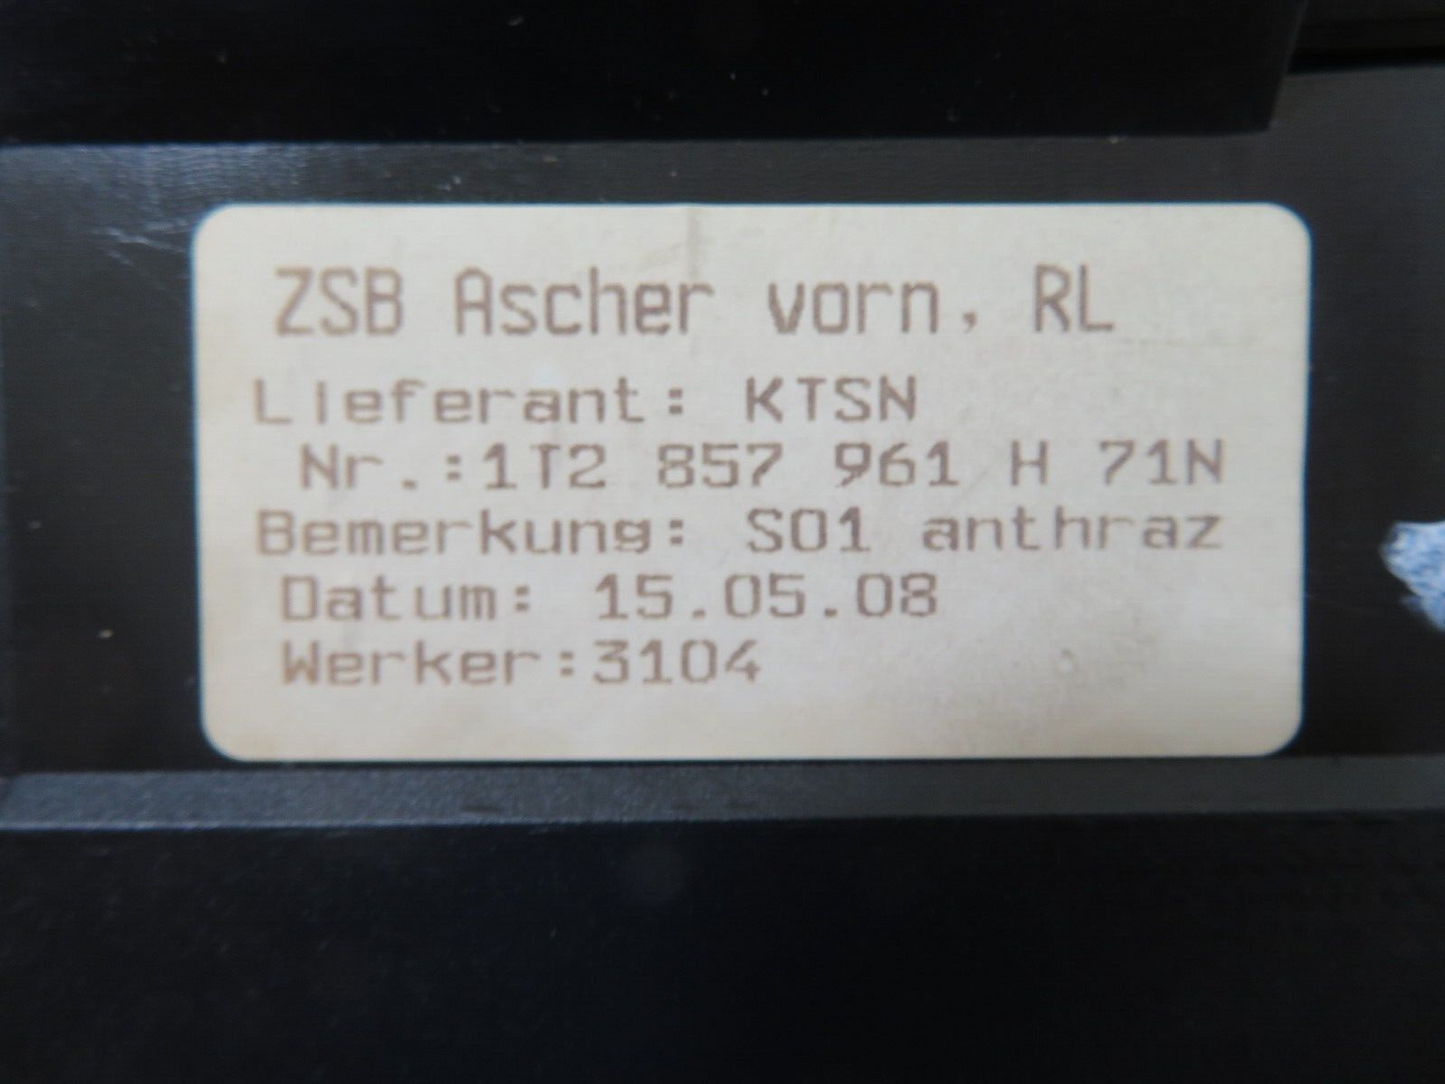 ZSB Ascher vorn, RL
Lieferant: KTSN
Nr.:1T2 857 961 H 71N
Bemerkung: S01 anthraz
Datum: 15.05.08
Werker:3104